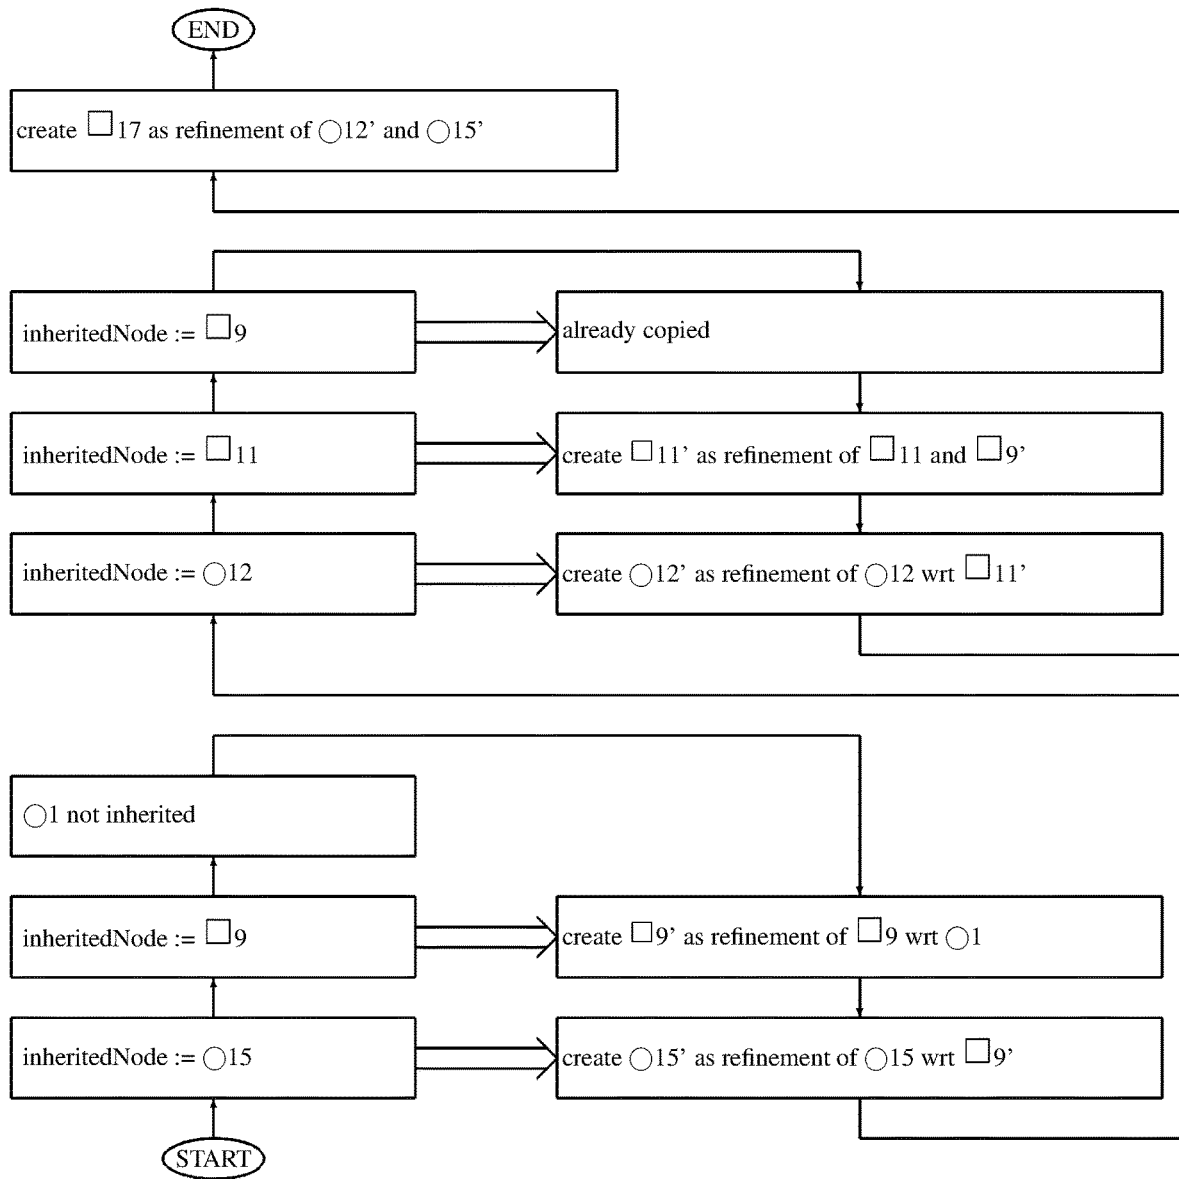 END
create □17 as refinement of ○12’ and ○15’
inheritedNode := □9
already copied
inheritedNode := □11
create □11’ as refinement of □11 and □9’
inheritedNode := ○12
create ○12’ as refinement of ○12 wrt □11’
○1 not inherited
inheritedNode := □9
create □9’ as refinement of □9 wrt ○1
inheritedNode := ○15
create ○15’ as refinement of ○15 wrt □9’
START